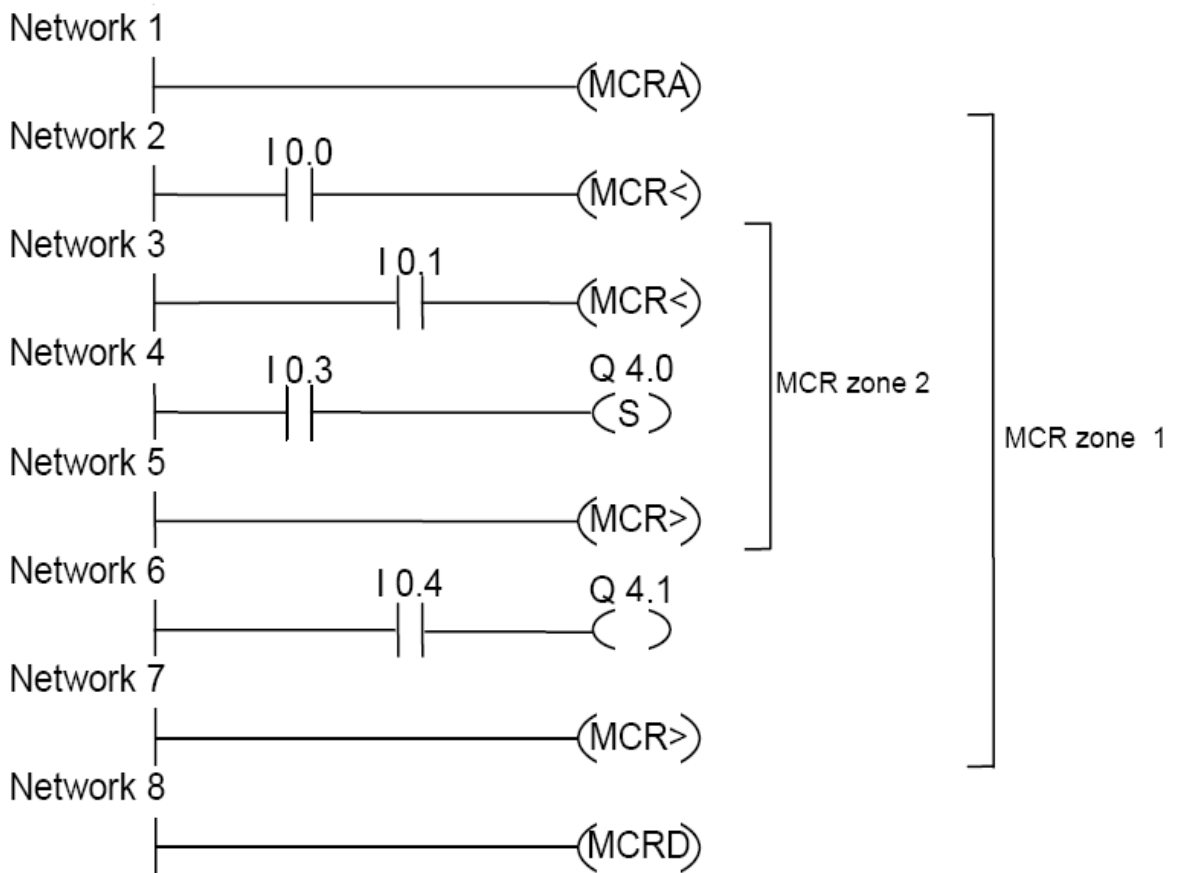 Network 1
(MCRA)
Network 2
I 0.0
(MCR<)
Network 3
I 0.1
(MCR<)
Network 4
I 0.3
Q 4.0
(S)
MCR zone 2
MCR zone 1
Network 5
(MCR>)
Network 6
I 0.4
Q 4.1
( )
Network 7
(MCR>)
Network 8
(MCRD)